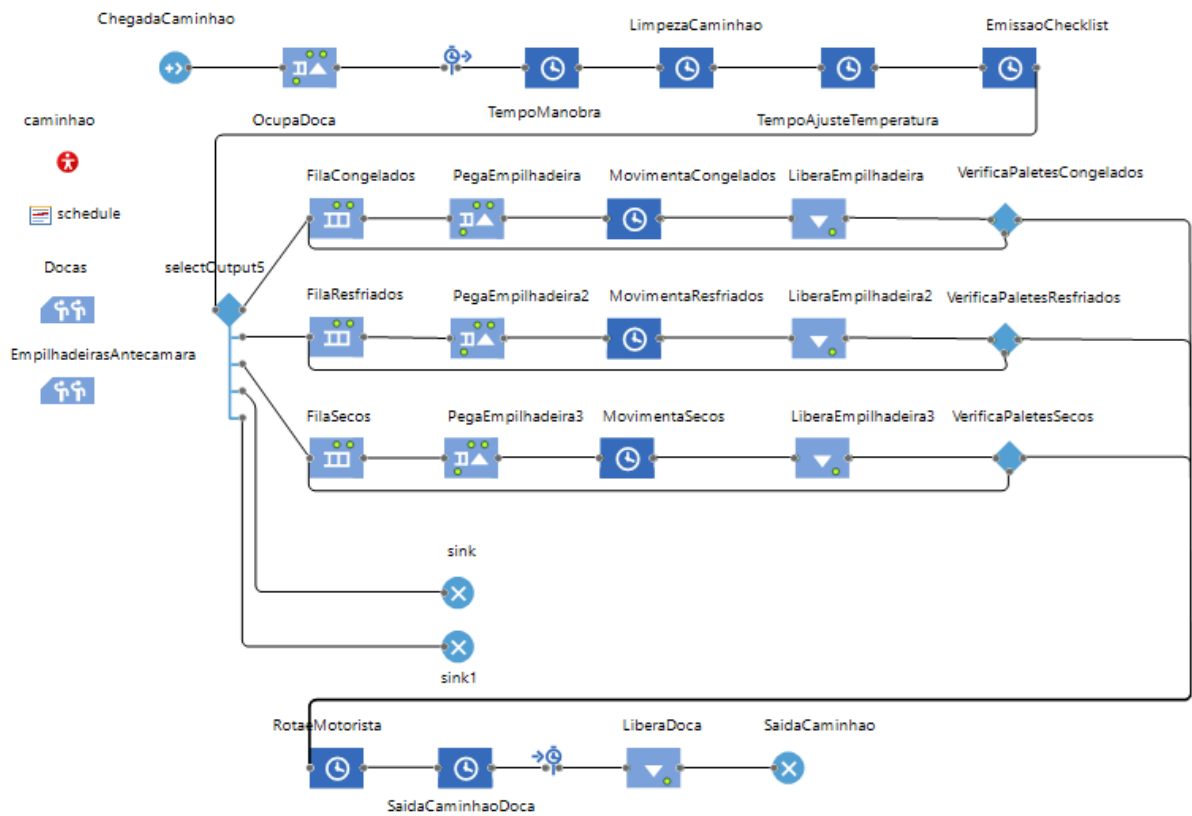 ChegadaCaminhao
LimpezaCaminhao
EmissaoChecklist
caminhao
OcupaDoca
TempoManobra
TempoAjusteTemperatura
FilaCongelados
PegaEmpilhadeira
MovimentaCongelados
LiberaEmpilhadeira
VerificaPaletesCongelados
schedule
Docas
selectOutput5
FilaResfriados
PegaEmpilhadeira2
MovimentaResfriados
LiberaEmpilhadeira2
VerificaPaletesResfriados
EmpilhadeirasAntecamara
FilaSecos
PegaEmpilhadeira3
MovimentaSecos
LiberaEmpilhadeira3
VerificaPaletesSecos
sink
sink1
RotaeMotorista
LiberaDoca
SaidaCaminhao
SaidaCaminhaoDoca